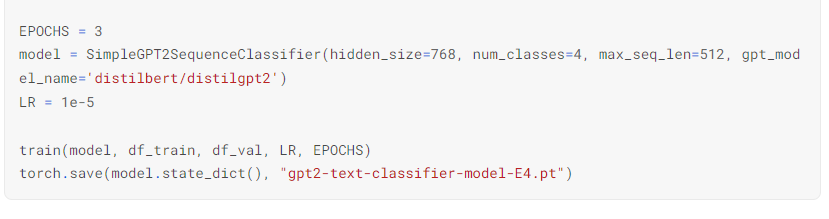 EPOCHS = 3
model = SimpleGPT2SequenceClassifier(hidden_size=768, num_classes=4, max_seq_len=512, gpt_mod
el_name='distilbert/distilgpt2')
LR = 1e-5
train(model, df_train, df_val, LR, EPOCHS)
torch.save(model.state_dict(), "gpt2-text-classifier-model-E4.pt")